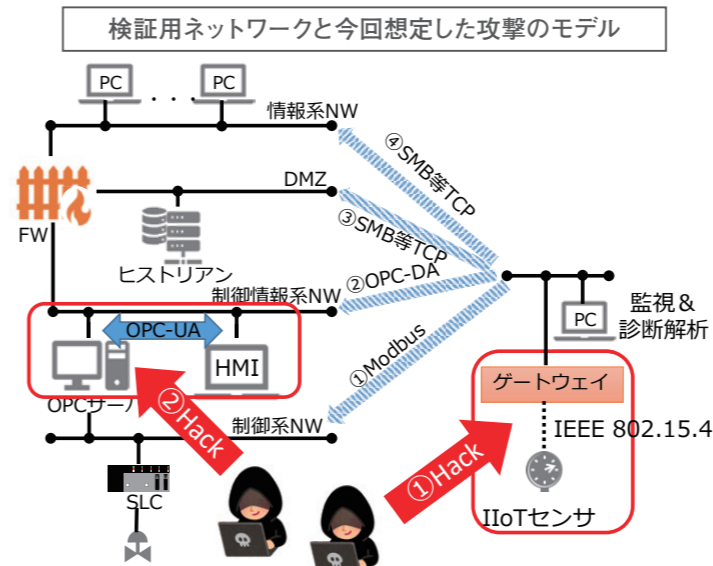 検証用ネットワークと今回想定した攻撃のモデル
PC
・・・
PC
情報系NW
④SMB等TCP
DMZ
FW
③SMB等TCP
ヒストリアン
②OPC-DA
制御情報系NW
PC
監視&
診断解析
OPC-UA
①Modbus
HMI
ゲートウェイ
OPCサーバ
②Hack
制御系NW
IEEE 802.15.4
①Hack
SLC
IIoTセンサ